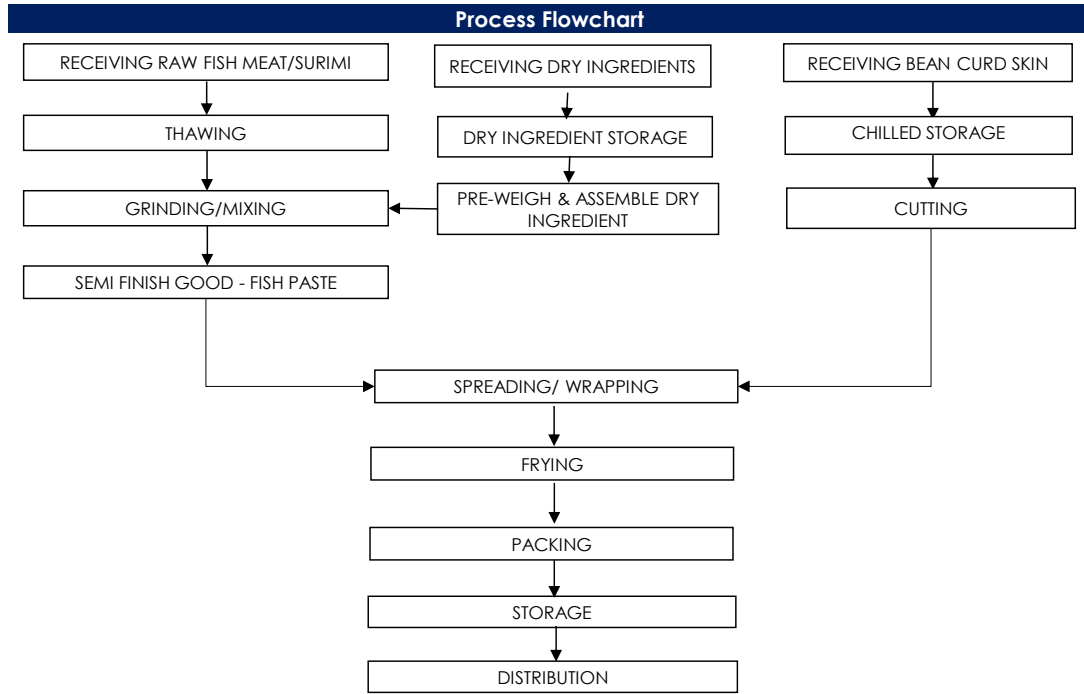 Process Flowchart
RECEIVING RAW FISH MEAT/SURIMI
RECEIVING DRY INGREDIENTS
RECEIVING BEAN CURD SKIN
THAWING
DRY INGREDIENT STORAGE
CHILLED STORAGE
GRINDING/MIXING
PRE-WEIGH & ASSEMBLE DRY
INGREDIENT
CUTTING
SEMI FINISH GOOD - FISH PASTE
SPREADING/ WRAPPING
FRYING
PACKING
STORAGE
DISTRIBUTION